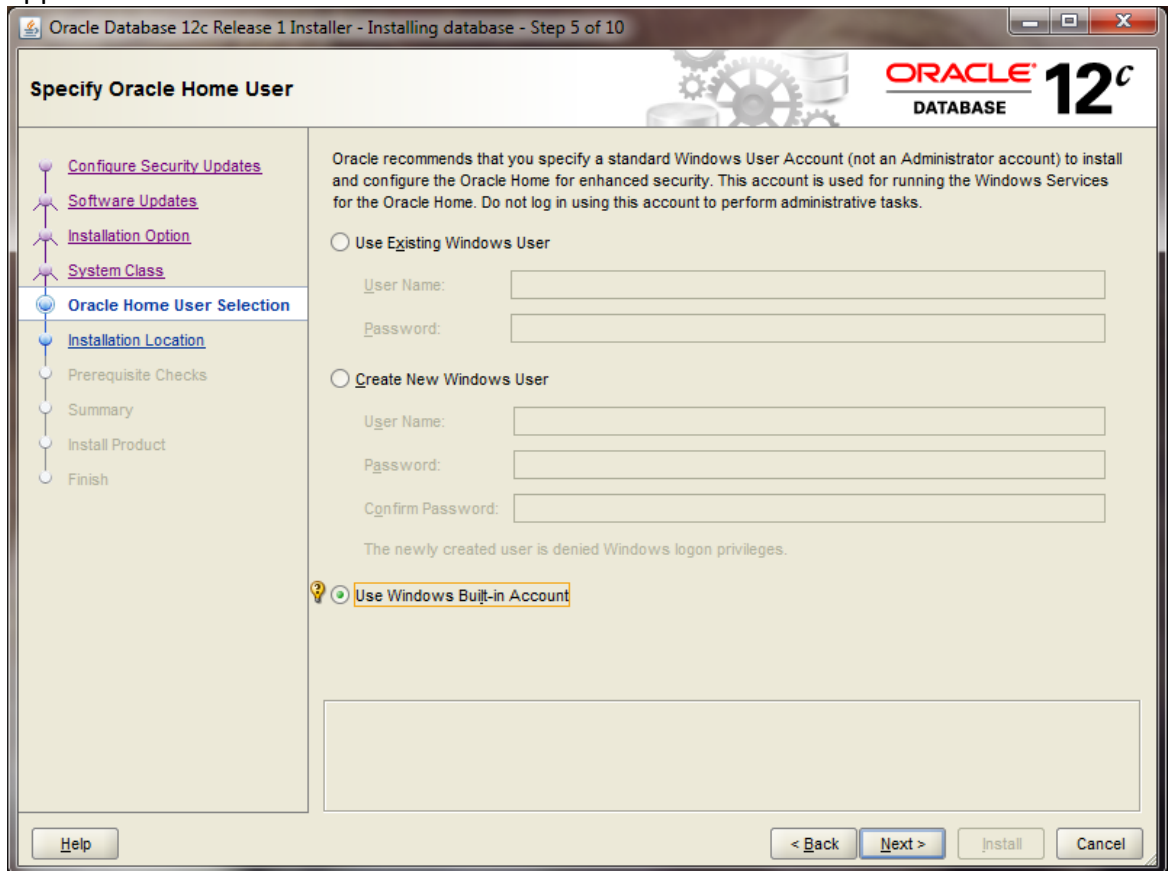 Oracle Database 12c Release 1 Installer - Installing database - Step 5 of 10
Specify Oracle Home User
ORACLE
DATABASE
12c
Configure Security Updates
Software Updates
Installation Option
System Class
Oracle Home User Selection
Installation Location
Prerequisite Checks
Summary
Install Product
Finish
Oracle recommends that you specify a standard Windows User Account (not an Administrator account) to install
and configure the Oracle Home for enhanced security. This account is used for running the Windows Services
for the Oracle Home. Do not log in using this account to perform administrative tasks.
Use Existing Windows User
User Name:
Password:
Create New Windows User
User Name:
Password:
Confirm Password:
The newly created user is denied Windows logon privileges.
Use Windows Built-in Account
Help
< Back
Next >
Install
Cancel